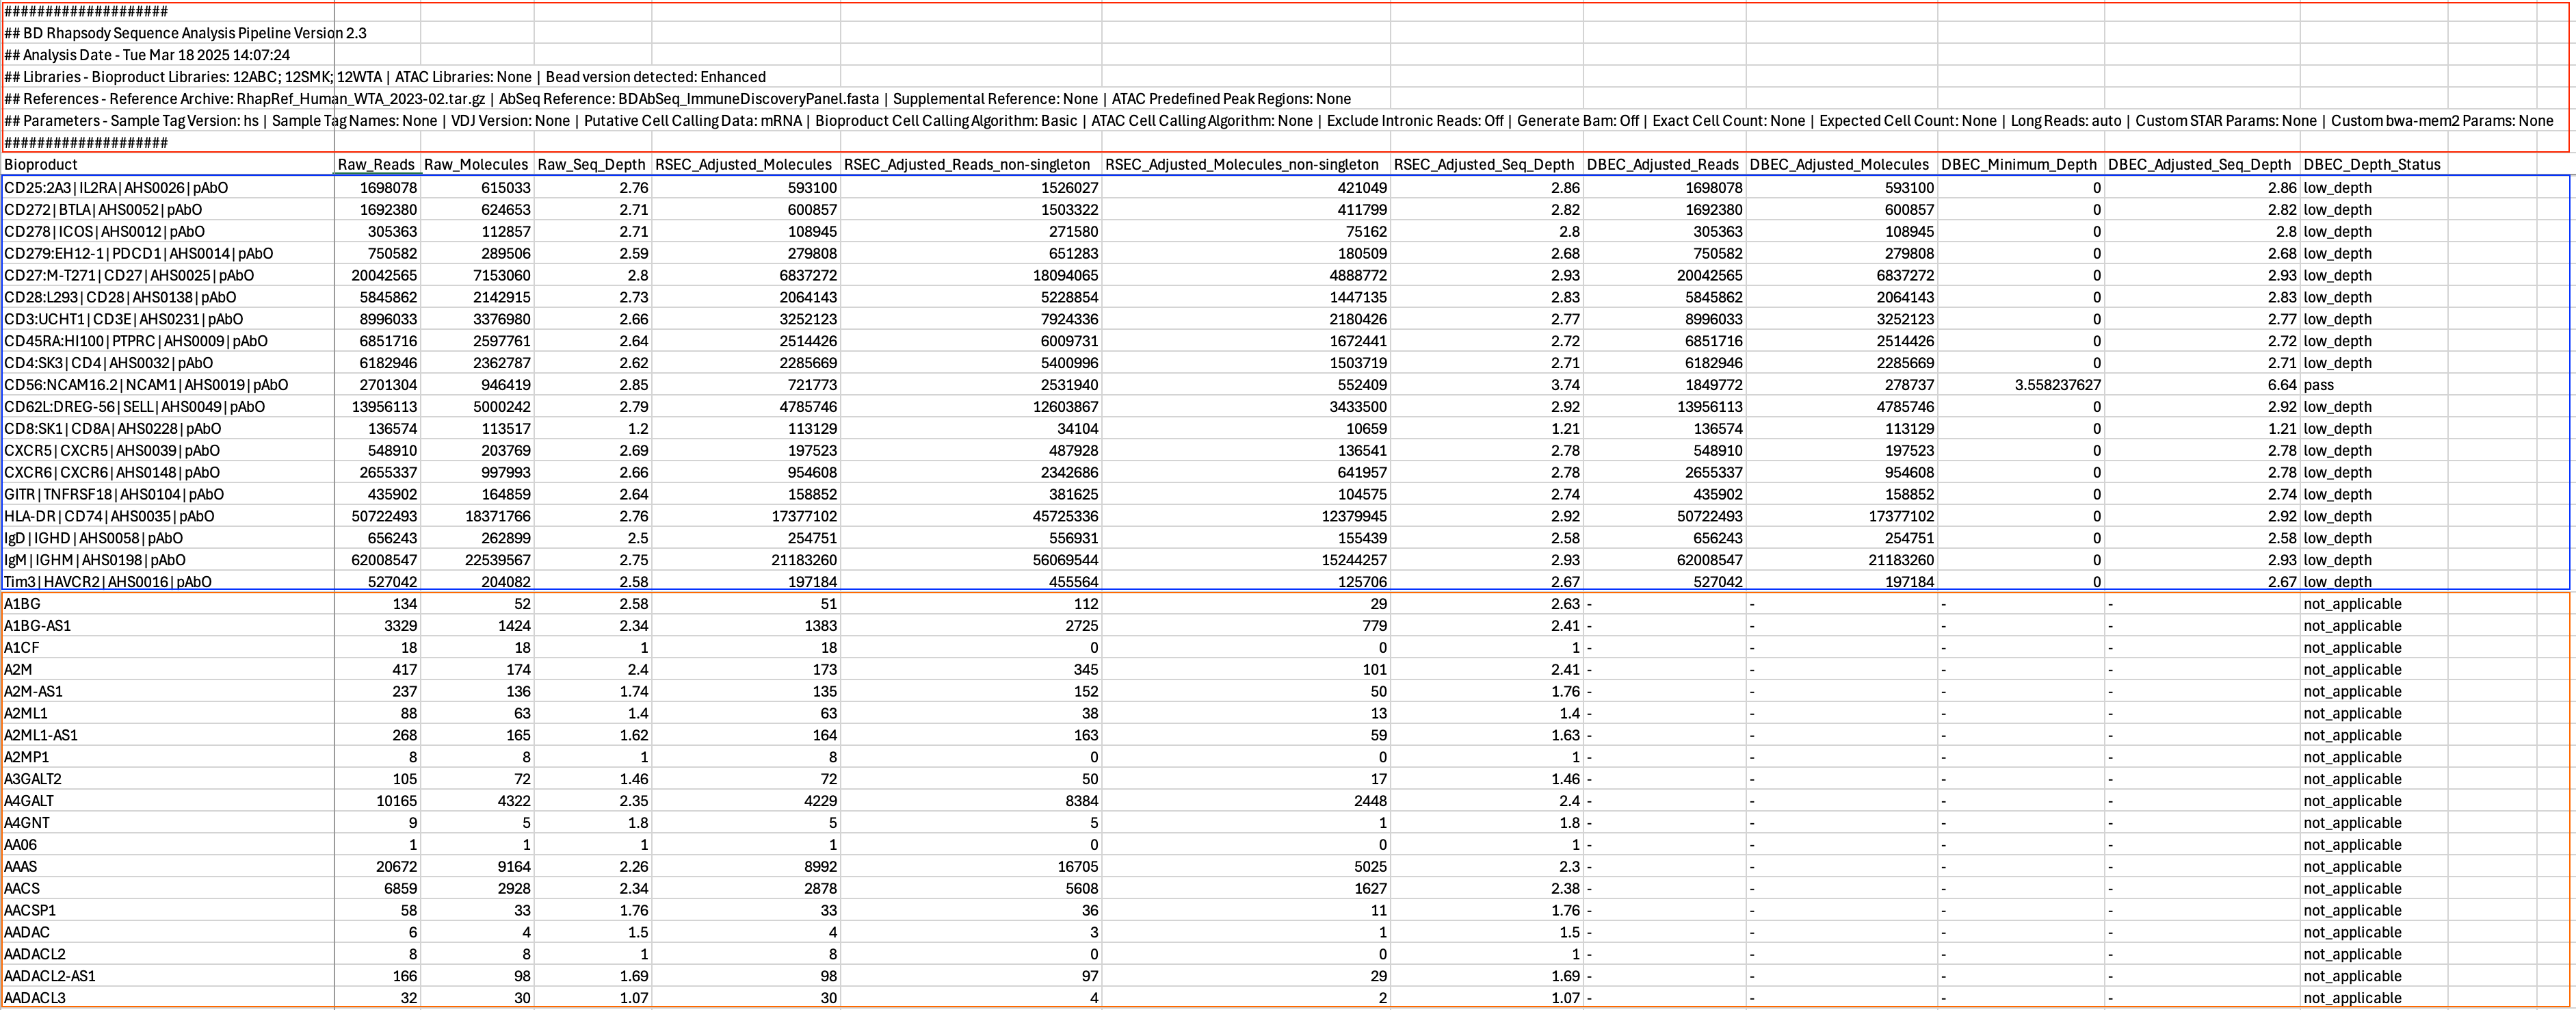 ###################
## BD Rhapsody Sequence Analysis Pipeline Version 2.3
## Analysis Date - Tue Mar 18 2025 14:07:24
## Libraries - Bioproduct Libraries: 12ABC; 12SMK; 12WTA | ATAC Libraries: None | Bead version detected: Enhanced
## References - Reference Archive: RhapRef_Human_WTA_2023-02.tar.gz | AbSeq Reference: BDAbSeq_ImmuneDiscoveryPanel.fasta | Supplemental Reference: None | ATAC Predefined Peak Regions: None
## Parameters - Sample Tag Version: hs | Sample Tag Names: None | VDJ Version: None | Putative Cell Calling Data: mRNA | Bioproduct Cell Calling Algorithm: Basic | ATAC Cell Calling Algorithm: None | Exclude Intronic Reads: Off | Generate Bam: Off | Exact Cell Count: None | Expected Cell Count: None | Long Reads: auto | Custom STAR Params: None | Custom bwa-mem2 Params: None
###################
Bioproduct Raw_Reads Raw_Molecules Raw_Seq_Depth RSEC_Adjusted_Molecules RSEC_Adjusted_Reads_non-singleton RSEC_Adjusted_Molecules_non-singleton RSEC_Adjusted_Seq_Depth DBEC_Adjusted_Reads DBEC_Adjusted_Molecules DBEC_Minimum_Depth DBEC_Adjusted_Seq_Depth DBEC_Depth_Status
CD25:2A3|IL2RA|AHS0026|pAbO 1698078 615033 2.76 593100 1526027 421049 2.86 1698078 593100 0 2.86 low_depth
CD272|BTLA|AHS0052|pAbO 1692380 624653 2.71 600857 1503322 411799 2.82 1692380 600857 0 2.82 low_depth
CD278|ICOS|AHS0012|pAbO 305363 112857 2.71 108945 271580 75162 2.8 305363 108945 0 2.8 low_depth
CD279:EH12-1|PDCD1|AHS0014|pAbO 750582 289506 2.59 279808 651283 180509 2.68 750582 279808 0 2.68 low_depth
CD27:M-T271|CD27|AHS0025|pAbO 20042565 7153060 2.8 6837272 18094065 4888772 2.93 20042565 6837272 0 2.93 low_depth
CD28:L293|CD28|AHS0138|pAbO 5845862 2142915 2.73 2064143 5228854 1447135 2.83 5845862 2064143 0 2.83 low_depth
CD3:UCHT1|CD3E|AHS0231|pAbO 8996033 3376980 2.66 3252123 7924336 2180426 2.77 8996033 3252123 0 2.77 low_depth
CD45RA:HI100|PTPRC|AHS0009|pAbO 6851716 2597761 2.64 2514426 6009731 1672441 2.72 6851716 2514426 0 2.72 low_depth
CD4:SK3|CD4|AHS0032|pAbO 6182946 2362787 2.62 2285669 5400996 1503719 2.71 6182946 2285669 0 2.71 low_depth
CD56:NCAM16.2|NCAM1|AHS0019|pAbO 2701304 946419 2.85 721773 2531940 552409 3.74 1849772 278737 3.558237627 6.64 pass
CD62L:DREG-56|SELL|AHS0049|pAbO 13956113 5000242 2.79 4785746 12603867 3433500 2.92 13956113 4785746 0 2.92 low_depth
CD8:SK1|CD8A|AHS0228|pAbO 136574 113517 1.2 113129 34104 10659 1.21 136574 113129 0 1.21 low_depth
CXCR5|CXCR5|AHS0039|pAbO 548910 203769 2.69 197523 487928 136541 2.78 548910 197523 0 2.78 low_depth
CXCR6|CXCR6|AHS0148|pAbO 2655337 997993 2.66 954608 2342686 641957 2.78 2655337 954608 0 2.78 low_depth
GITR|TNFRSF18|AHS0104|pAbO 435902 164859 2.64 158852 381625 104575 2.74 435902 158852 0 2.74 low_depth
HLA-DR|CD74|AHS0035|pAbO 50722493 18371766 2.76 17377102 45725336 12379945 2.92 50722493 17377102 0 2.92 low_depth
IgD|IGHD|AHS0058|pAbO 656243 262899 2.5 254751 556931 155439 2.58 656243 254751 0 2.58 low_depth
IgM|IGHM|AHS0198|pAbO 62008547 22539567 2.75 21183260 56069544 15244257 2.93 62008547 21183260 0 2.93 low_depth
Tim3|HAVCR2|AHS0016|pAbO 527042 204082 2.58 197184 455564 125706 2.67 527042 197184 0 2.67 low_depth
A1BG 134 52 2.58 51 112 29 2.63 - - - - not_applicable
A1BG-AS1 3329 1424 2.34 1383 2725 779 2.41 - - - - not_applicable
A1CF 18 18 1 18 0 0 1 - - - - not_applicable
A2M 417 174 2.4 173 345 101 2.41 - - - - not_applicable
A2M-AS1 237 136 1.74 135 152 50 1.76 - - - - not_applicable
A2ML1 88 63 1.4 63 38 13 1.4 - - - - not_applicable
A2ML1-AS1 268 165 1.62 164 163 59 1.63 - - - - not_applicable
A2MP1 8 8 1 8 0 0 1 - - - - not_applicable
A3GALT2 105 72 1.46 72 50 17 1.46 - - - - not_applicable
A4GALT 10165 4322 2.35 4229 8384 2448 2.4 - - - - not_applicable
A4GNT 9 5 1.8 5 5 1 1.8 - - - - not_applicable
AA06 1 1 1 1 0 0 1 - - - - not_applicable
AAAS 20672 9164 2.26 8992 16705 5025 2.3 - - - - not_applicable
AACS 6859 2928 2.34 2878 5608 1627 2.38 - - - - not_applicable
AACSP1 58 33 1.76 33 36 11 1.76 - - - - not_applicable
AADAC 6 4 1.5 4 3 1 1.5 - - - - not_applicable
AADACL2 8 8 1 8 0 0 1 - - - - not_applicable
AADACL2-AS1 166 98 1.69 98 97 29 1.69 - - - - not_applicable
AADACL3 32 30 1.07 30 4 2 1.07 - - - - not_applicable